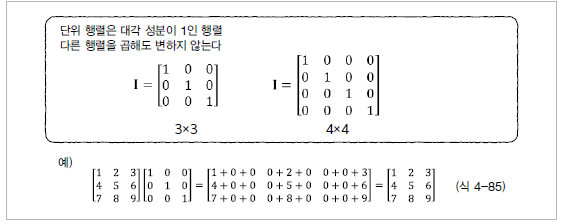 단위 행렬은 대각 성분이 1인 행렬
다른 행렬을 곱해도 변하지 않는다
I = [1 0 0; 0 1 0; 0 0 1] I = [1 0 0 0; 0 1 0 0; 0 0 1 0; 0 0 0 1]
3×3 4×4
예)
[1 2 3; 4 5 6; 7 8 9][1 0 0; 0 1 0; 0 0 1] = [1+0+0 0+2+0 0+0+3; 4+0+0 0+5+0 0+0+6; 7+0+0 0+8+0 0+0+9] = [1 2 3; 4 5 6; 7 8 9] (식 4-85)